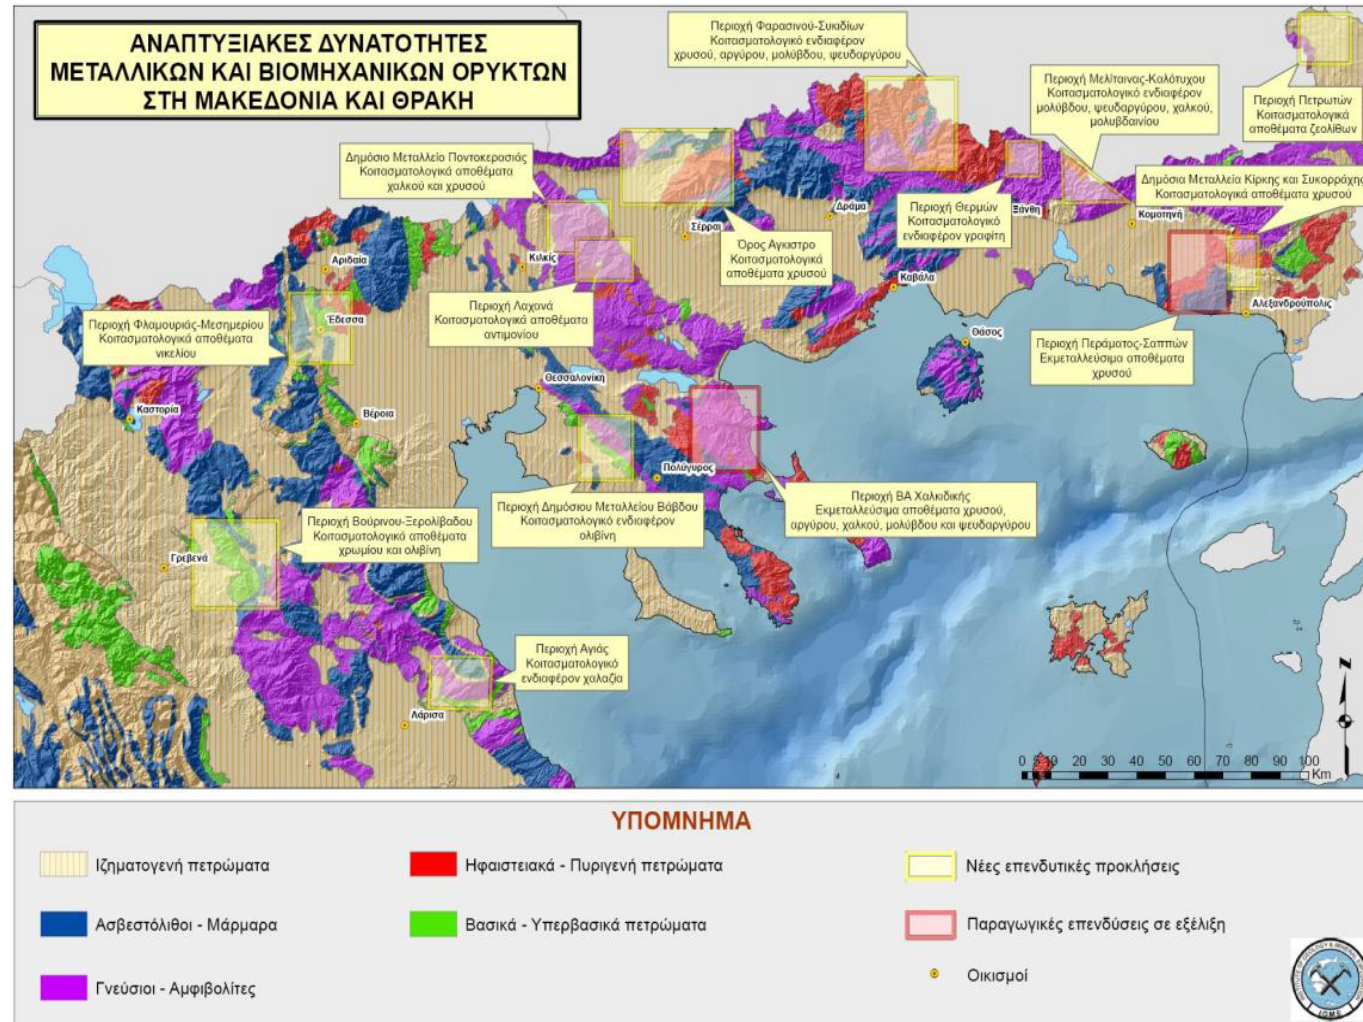 ΑΝΑΠΤΥΞΙΑΚΕΣ ΔΥΝΑΤΟΤΗΤΕΣ
ΜΕΤΑΛΛΙΚΩΝ ΚΑΙ ΒΙΟΜΗΧΑΝΙΚΩΝ ΟΡΥΚΤΩΝ
ΣΤΗ ΜΑΚΕΔΟΝΙΑ ΚΑΙ ΘΡΑΚΗ
Περιοχή Φαρασινού-Συκιδίων
Κοιτασματολογικό ενδιαφέρον
χρυσού, αργύρου, μολύβδου, ψευδαργύρου
Περιοχή Μελίταινας-Καλότυχου
Κοιτασματολογικό ενδιαφέρον
μολύβδου, ψευδαργύρου, χαλκού,
μολυβδαινίου
Περιοχή Πετρωτών
Κοιτασματολογικά
αποθέματα ζεολίθων
Δημόσιο Μεταλλείο Ποντοκερασιάς
Κοιτασματολογικά αποθέματα
χαλκού και χρυσού
Δημόσια Μεταλλεία Κίρκης και Συκορράχης
Κοιτασματολογικά αποθέματα χρυσού
Περιοχή Θερμών
Κοιτασματολογικό
ενδιαφέρον γραφίτη
Όρος Αγκιστρο
Κοιτασματολογικά
αποθέματα χρυσού
Δράμα
Ξάνθη
Κομοτηνή
Σέρραι
Κιλκίς
Αριδαία
Καβάλα
Περιοχή Λαχανά
Κοιτασματολογικά αποθέματα
αντιμονίου
Αλεξανδρούπολις
Περιοχή Φλαμουριάς-Μεσημερίου
Κοιτασματολογικά αποθέματα
νικελίου
Έδεσσα
Θάσος
Περιοχή Περάματος-Σαππών
Εκμεταλλεύσιμα αποθέματα
χρυσού
Θεσσαλονίκη
Καστορία
Βέροια
Πολύγυρος
Περιοχή Δημόσιου Μεταλλείου Βάβδου
Κοιτασματολογικό ενδιαφέρον
ολιβίνη
Περιοχή ΒΑ Χαλκιδικής
Εκμεταλλεύσιμα αποθέματα χρυσού,
αργύρου, χαλκού, μολύβδου και ψευδαργύρου
Περιοχή Βούρινου-Ξερολίβαδου
Κοιτασματολογικά αποθέματα
χρωμίου και ολιβίνη
Γρεβενά
Περιοχή Αγιάς
Κοιτασματολογικό
ενδιαφέρον χαλαζία
Λάρισα
N
0 5 10 20 30 40 50 60 70 80 90 100
Km
ΥΠΟΜΝΗΜΑ
Ιζηματογενή πετρώματα
Ηφαιστειακά - Πυριγενή πετρώματα
Νέες επενδυτικές προκλήσεις
Ασβεστόλιθοι - Μάρμαρα
Βασικά - Υπερβασικά πετρώματα
Παραγωγικές επενδύσεις σε εξέλιξη
Γνεύσιοι - Αμφιβολίτες
Οικισμοί